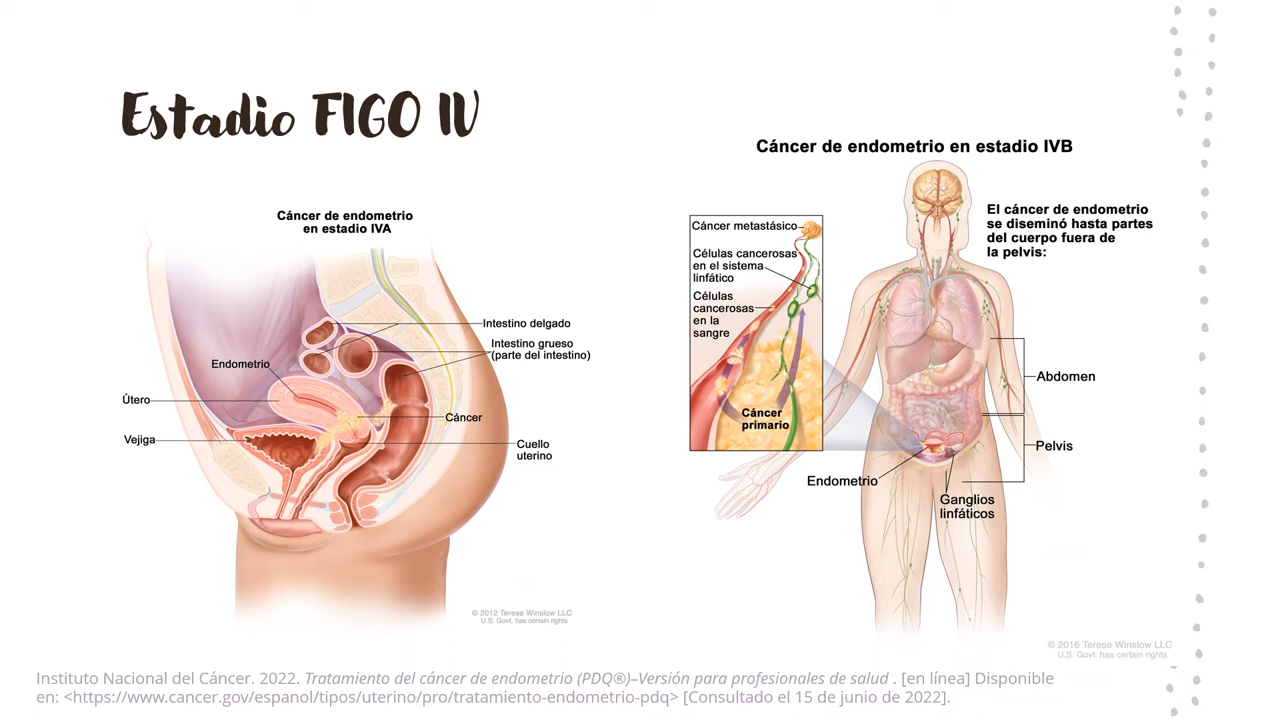 Estadio FIGO IV
Cáncer de endometrio
en estadio IVA
Intestino delgado
Intestino grueso
(parte del intestino)
Endometrio
Útero
Cáncer
Vejiga
Cuello
uterino
© 2012 Terese Winslow LLC
U.S. Govt. has certain rights
Cáncer de endometrio en estadio IVB
El cáncer de endometrio
se diseminó hasta partes
del cuerpo fuera de
la pelvis:
Cáncer metastásico
Células cancerosas
en el sistema
linfático
Células
cancerosas
en la
sangre
Cáncer
primario
Abdomen
Pelvis
Endometrio
Ganglios
linfáticos
© 2016 Terese Winslow LLC
U.S. Govt. has certain rights
Instituto Nacional del Cáncer. 2022. Tratamiento del cáncer de endometrio (PDQ®)–Versión para profesionales de salud . [en línea] Disponible
en: <https://www.cancer.gov/espanol/tipos/uterino/pro/tratamiento-endometrio-pdq> [Consultado el 15 de junio de 2022].